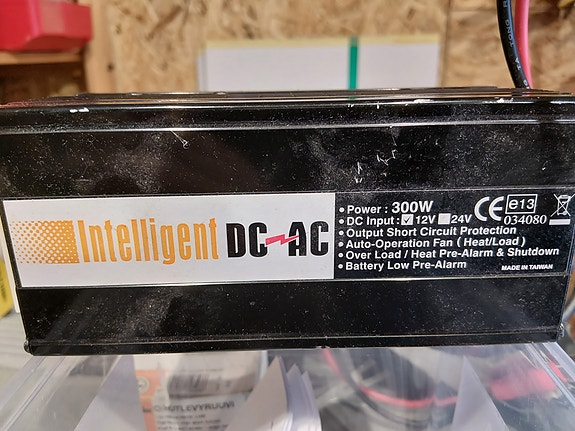 Intelligent DC AC
• Power : 300W
• DC Input : ☑ 12V ☐ 24V
• Output Short Circuit Protection
• Auto-Operation Fan ( Heat/Load )
• Over Load / Heat Pre-Alarm & Shutdown
• Battery Low Pre-Alarm
CE e13
034080
MADE IN TAIWAN